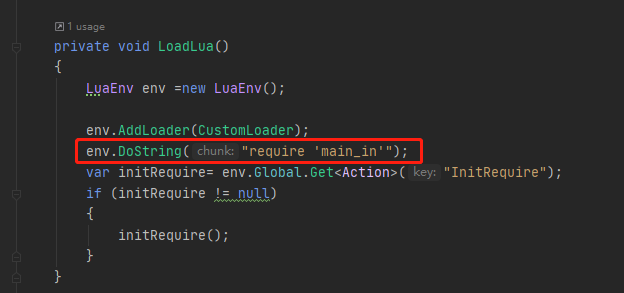 1 usage
private void LoadLua()
{
LuaEnv env =new LuaEnv();
env.AddLoader(CustomLoader);
env.DoString( chunk: "require 'main_in'");
var initRequire= env.Global.Get<Action>( key: "InitRequire");
if (initRequire != null)
{
initRequire();
}
}